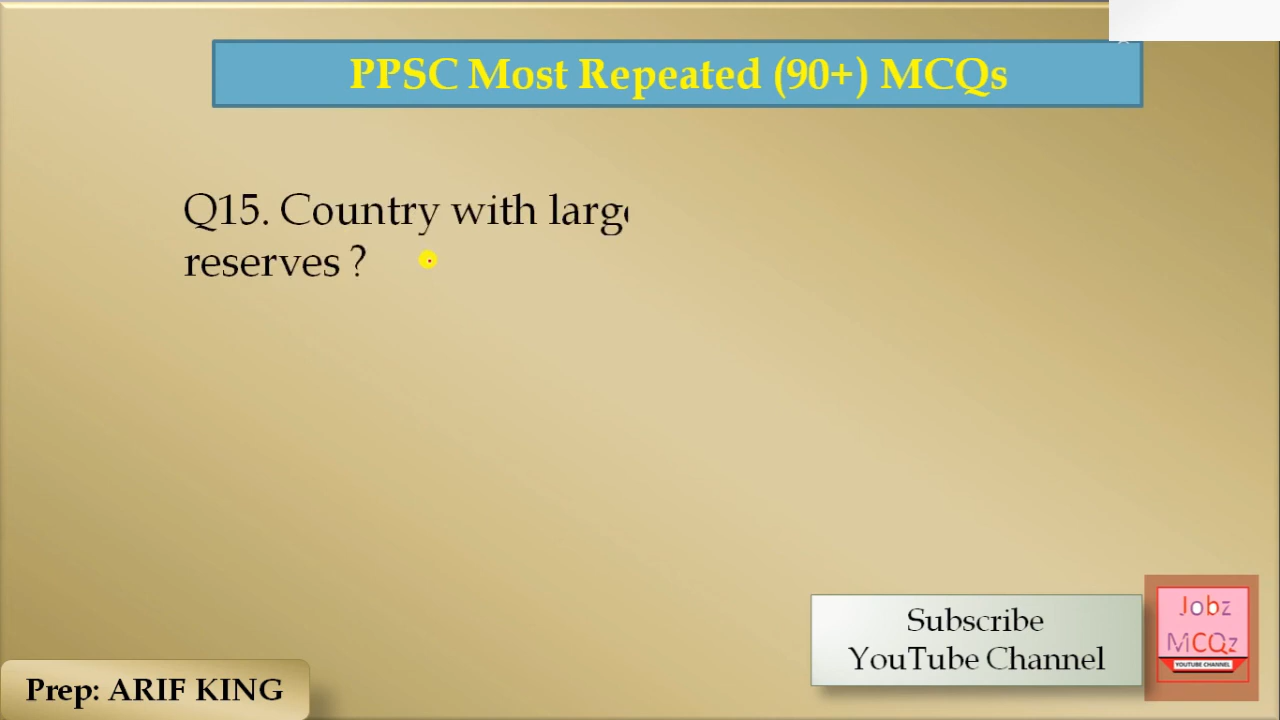 PPSC Most Repeated (90+) MCQs
Q15. Country with large
reserves ?
Subscribe
YouTube Channel
Jobz
MCQz
YOUTUBE CHANNEL
Prep: ARIF KING